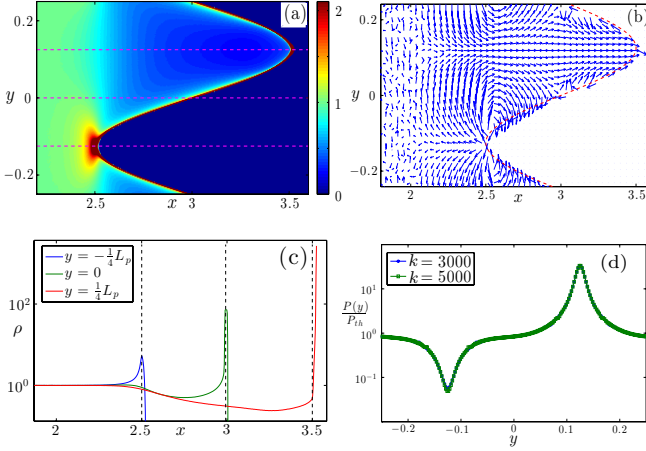 (a)
0.2
0
−0.2
y
2.5
x
3
3.5
2
1
0
(b)
0.2
0
−0.2
y
2
2.5
x
3
3.5
(c)
y = −¼L_p
y = 0
y = ¼L_p
10²
10⁰
ρ
2
2.5
x
3
3.5
(d)
k = 3000
k = 5000
P(y)
P_th
10¹
10⁰
10⁻¹
−0.2
−0.1
0
0.1
0.2
y